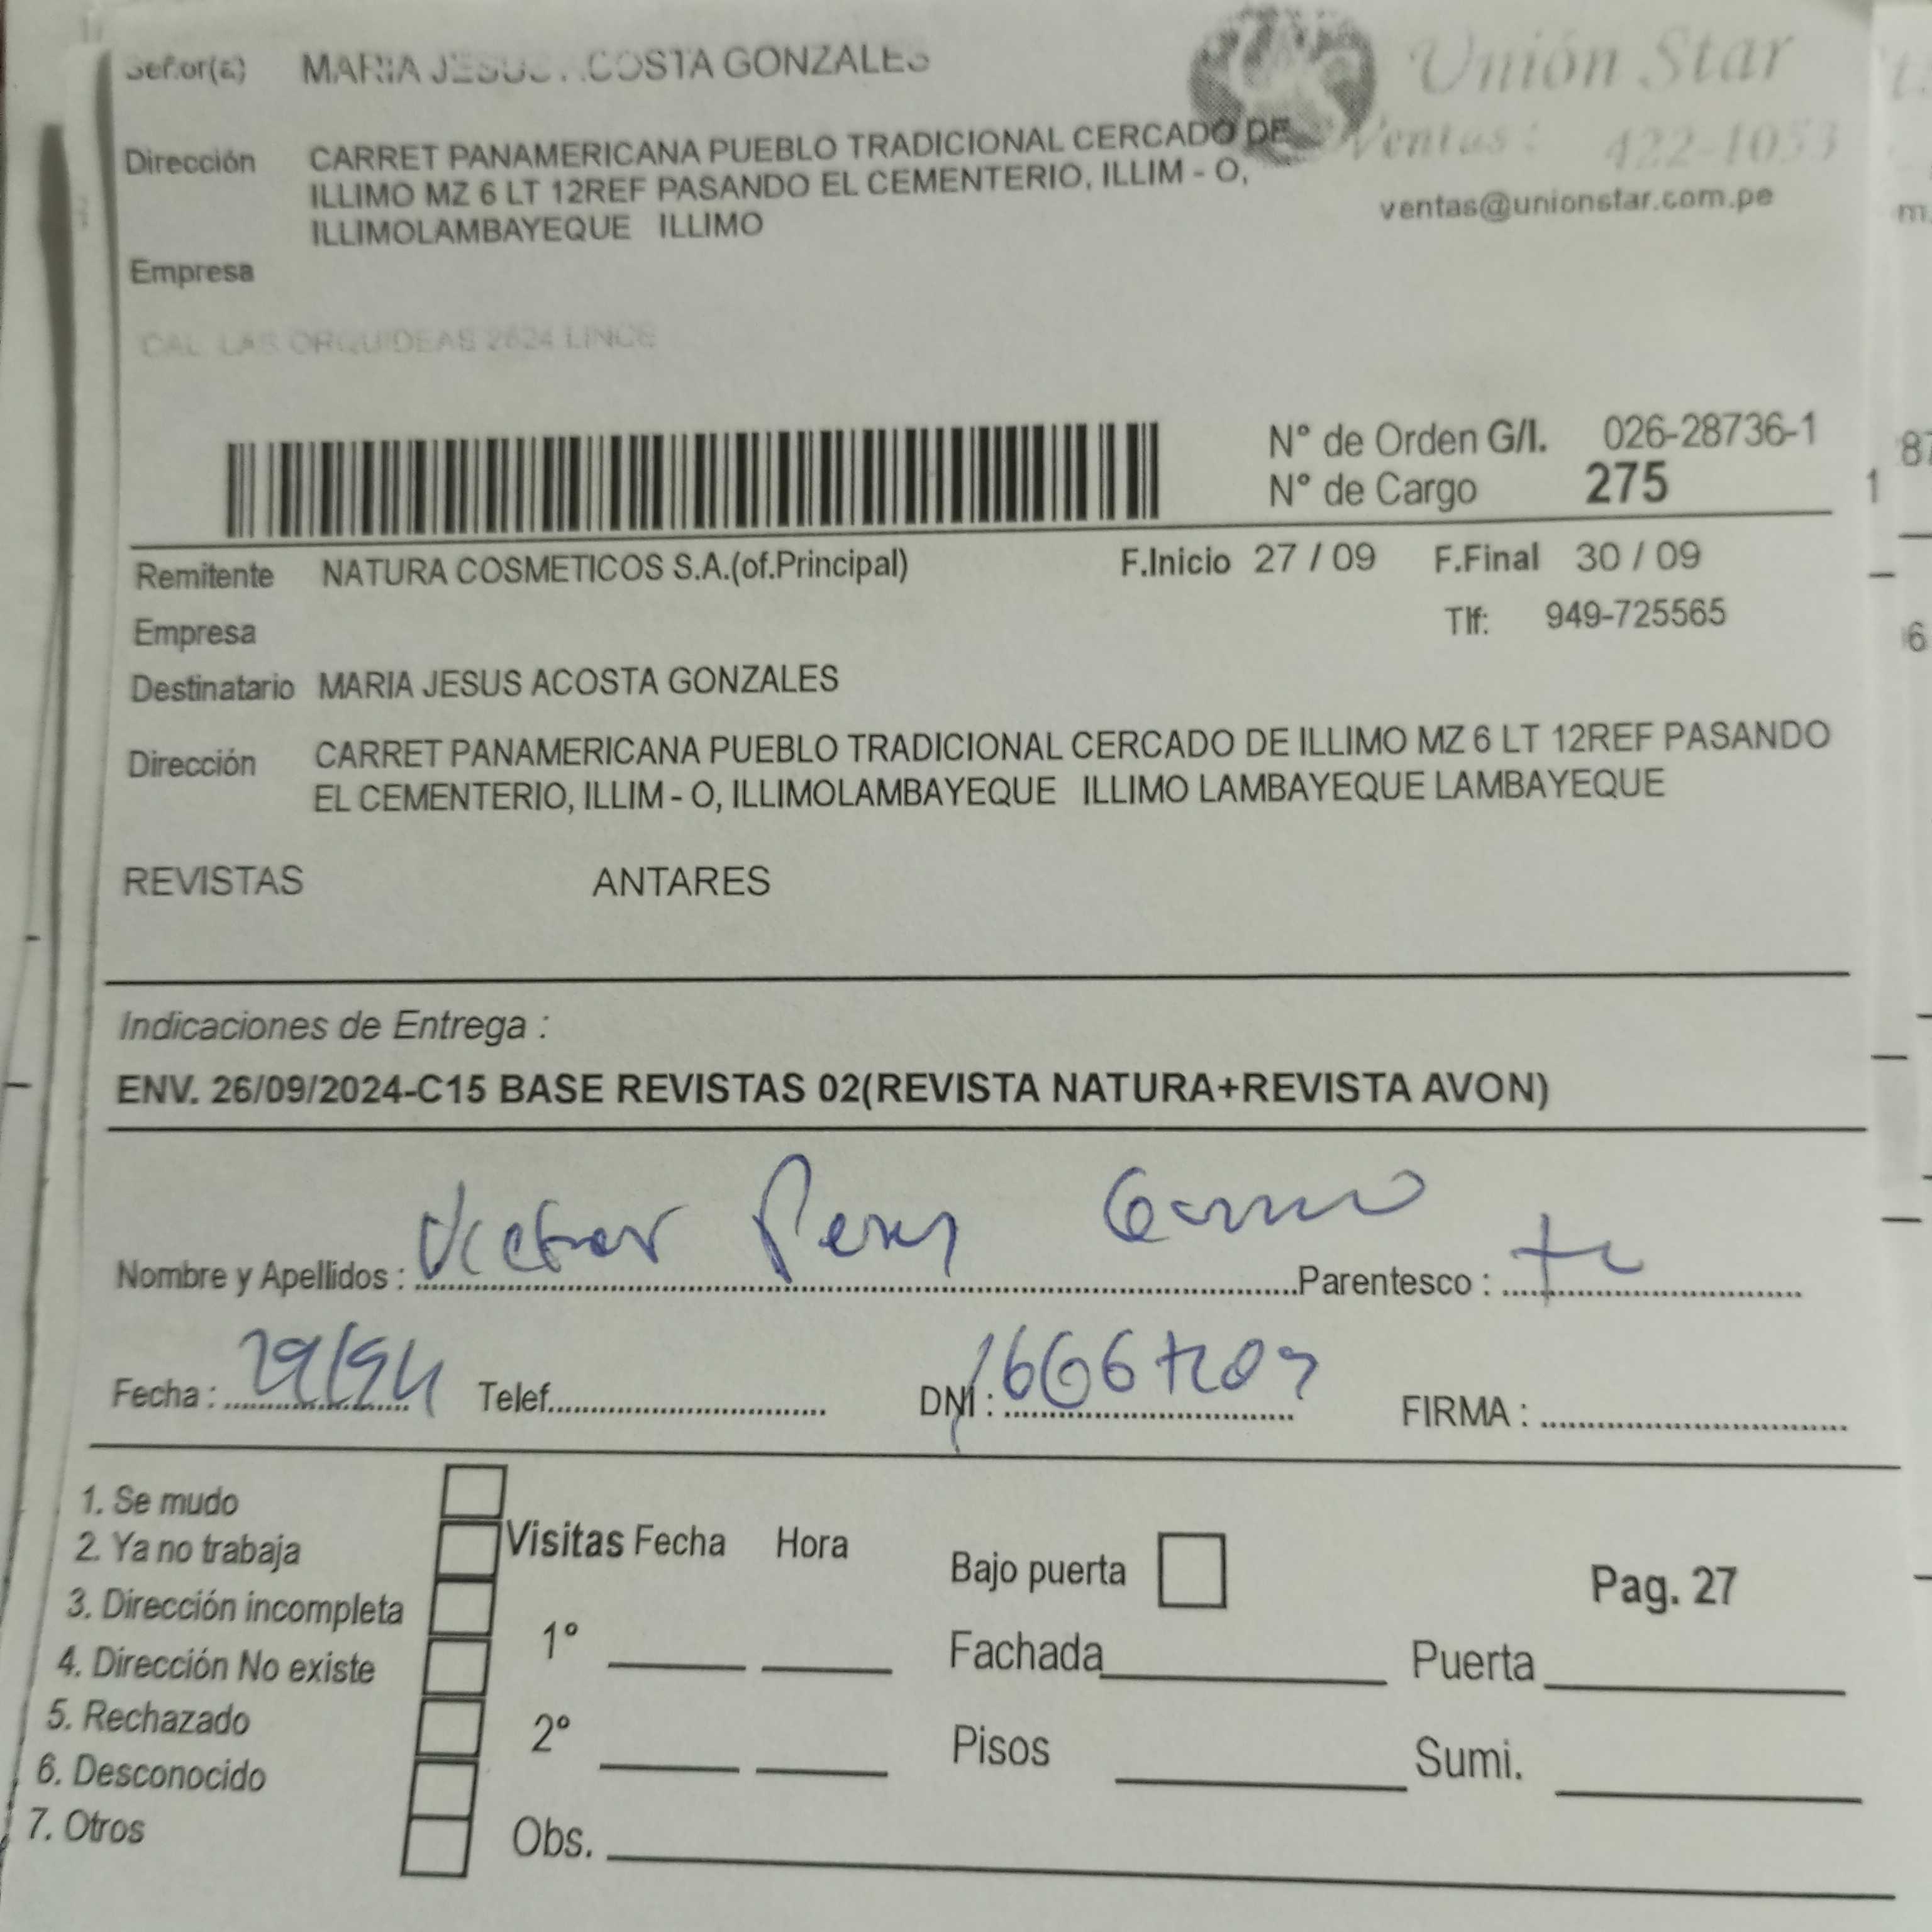 Señor(a) MARIA JESUS ACOSTA GONZALES
Unión Star
Ventas: 422-1053
ventas@unionstar.com.pe
Dirección CARRET PANAMERICANA PUEBLO TRADICIONAL CERCADO DE
ILLIMO MZ 6 LT 12REF PASANDO EL CEMENTERIO, ILLIM - O,
ILLIMOLAMBAYEQUE ILLIMO
Empresa
CAL LAS ORQUIDEAS 2624 LINCE
N° de Orden G/I. 026-28736-1
N° de Cargo 275
Remitente NATURA COSMETICOS S.A.(of.Principal) F.Inicio 27 / 09 F.Final 30 / 09
Empresa Tlf: 949-725565
Destinatario MARIA JESUS ACOSTA GONZALES
Dirección CARRET PANAMERICANA PUEBLO TRADICIONAL CERCADO DE ILLIMO MZ 6 LT 12REF PASANDO
EL CEMENTERIO, ILLIM - O, ILLIMOLAMBAYEQUE ILLIMO LAMBAYEQUE LAMBAYEQUE
REVISTAS ANTARES
Indicaciones de Entrega :
ENV. 26/09/2024-C15 BASE REVISTAS 02(REVISTA NATURA+REVISTA AVON)
Nombre y Apellidos : Victor Parentesco :
Fecha : Telef. DNI : FIRMA :
1. Se mudo
2. Ya no trabaja
3. Dirección incompleta
4. Dirección No existe
5. Rechazado
6. Desconocido
7. Otros
Visitas Fecha Hora
1°
2°
Obs.
Bajo puerta Pag. 27
Fachada Puerta
Pisos Sumi.